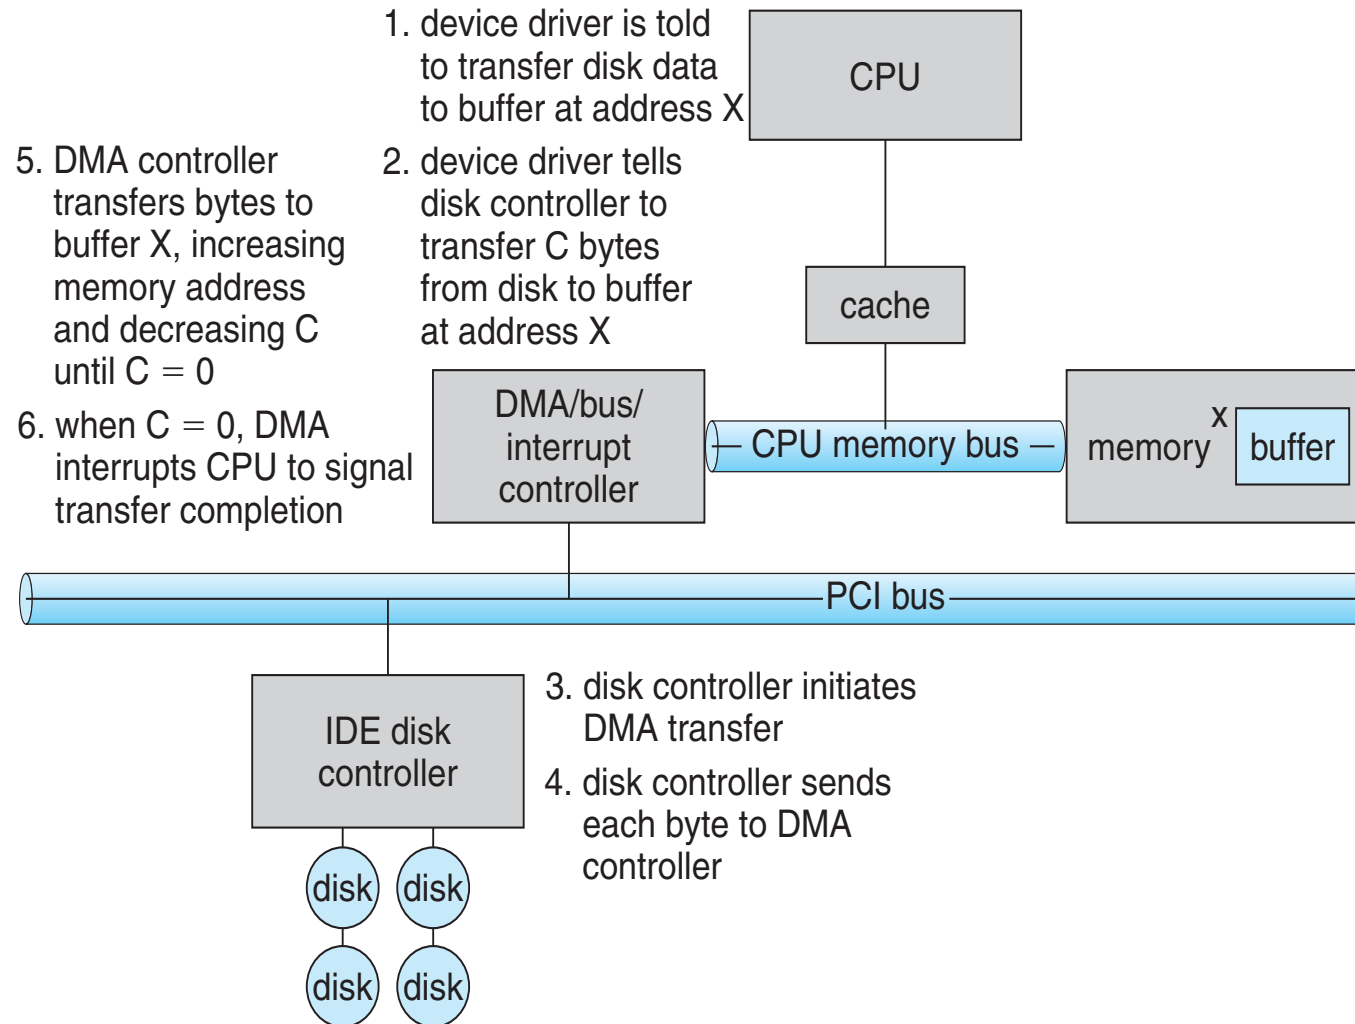 1. device driver is told
to transfer disk data
to buffer at address X
CPU
5. DMA controller
transfers bytes to
buffer X, increasing
memory address
and decreasing C
until C = 0
2. device driver tells
disk controller to
transfer C bytes
from disk to buffer
at address X
cache
6. when C = 0, DMA
interrupts CPU to signal
transfer completion
DMA/bus/
interrupt
controller
CPU memory bus
memory
x
buffer
PCI bus
IDE disk
controller
3. disk controller initiates
DMA transfer
4. disk controller sends
each byte to DMA
controller
disk
disk
disk
disk